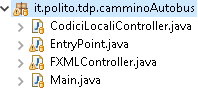 it.polito.tdp.camminoAutobus
CodiciLocaliController.java
EntryPoint.java
FXMLController.java
Main.java